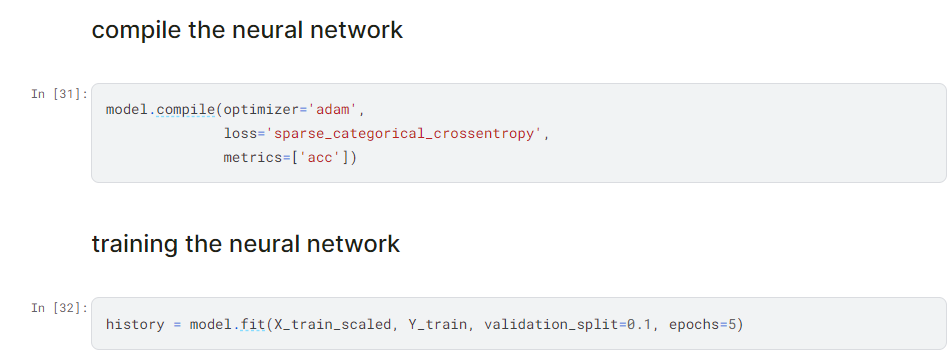 compile the neural network
In [31]:
model.compile(optimizer='adam',
loss='sparse_categorical_crossentropy',
metrics=['acc'])
training the neural network
In [32]:
history = model.fit(X_train_scaled, Y_train, validation_split=0.1, epochs=5)